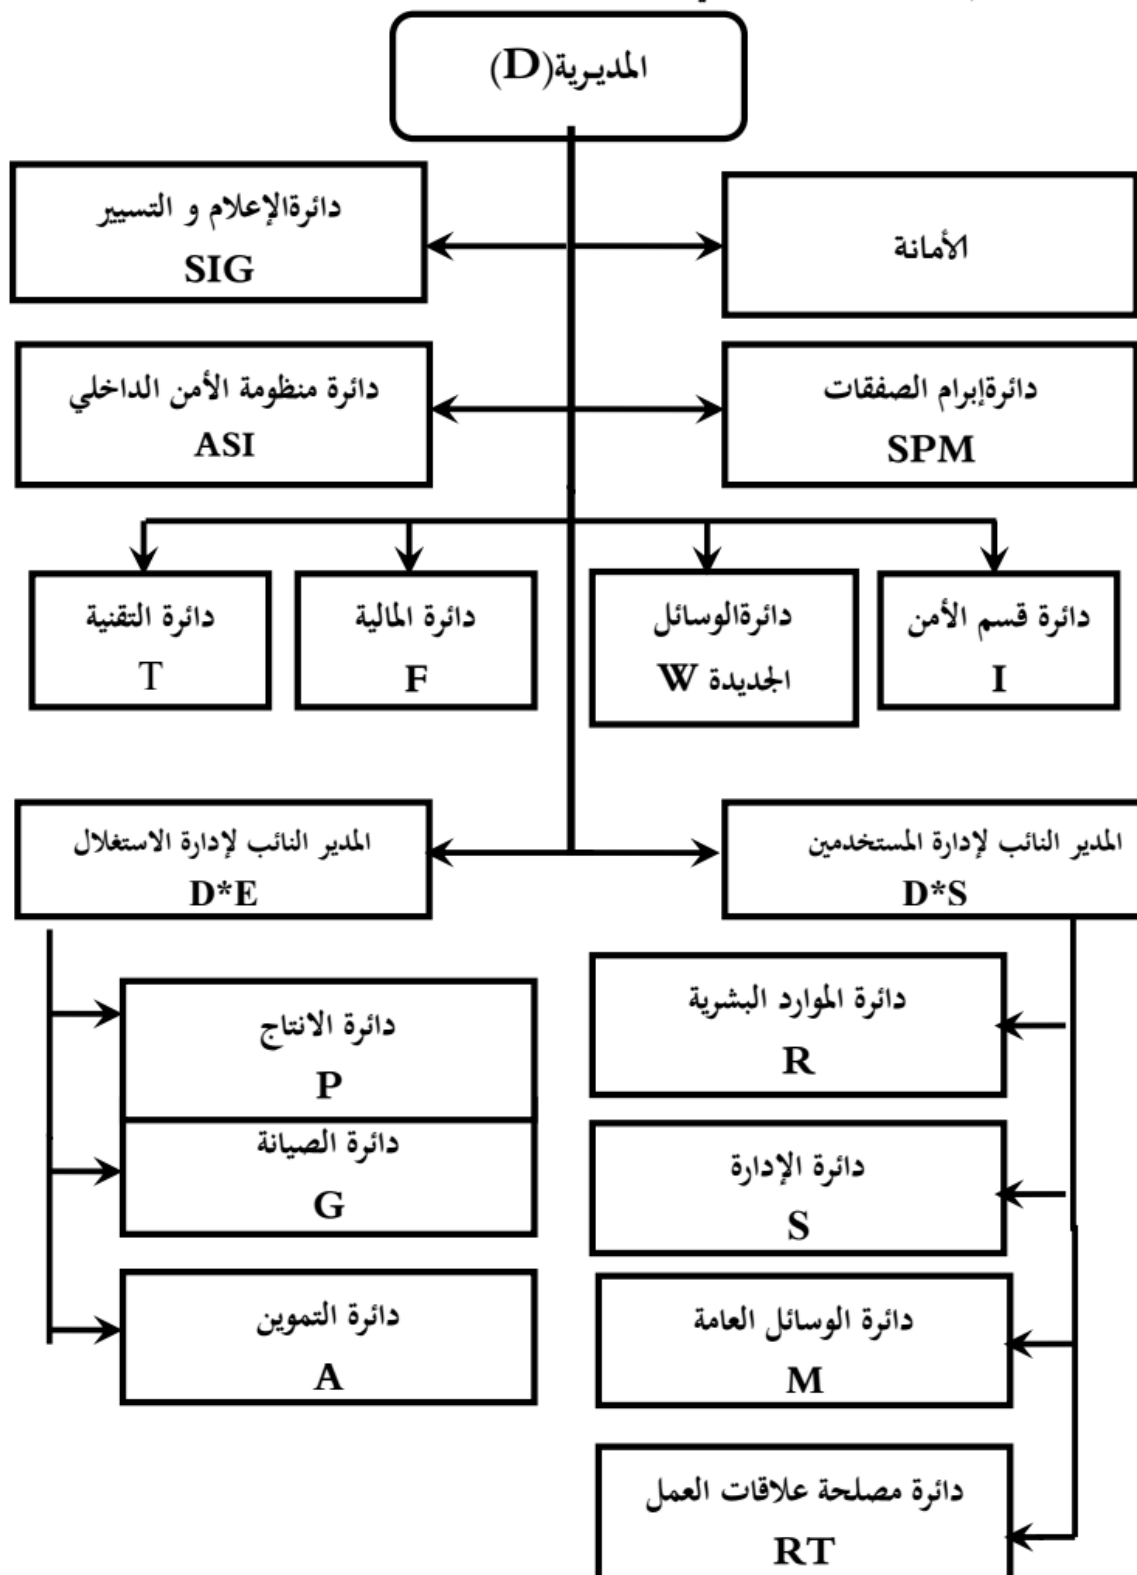 المديرية(D)
الأمانة
دائرةالإعلام و التسيير
SIG
دائرةإبرام الصفقات
SPM
دائرة منظومة الأمن الداخلي
ASI
دائرة قسم الأمن
I
دائرةالوسائل
الجديدة W
دائرة المالية
F
دائرة التقنية
T
المدير النائب لإدارة المستخدمين
D*S
المدير النائب لإدارة الاستغلال
D*E
دائرة الموارد البشرية
R
دائرة الإدارة
S
دائرة الوسائل العامة
M
دائرة مصلحة علاقات العمل
RT
دائرة الانتاج
P
دائرة الصيانة
G
دائرة التموين
A